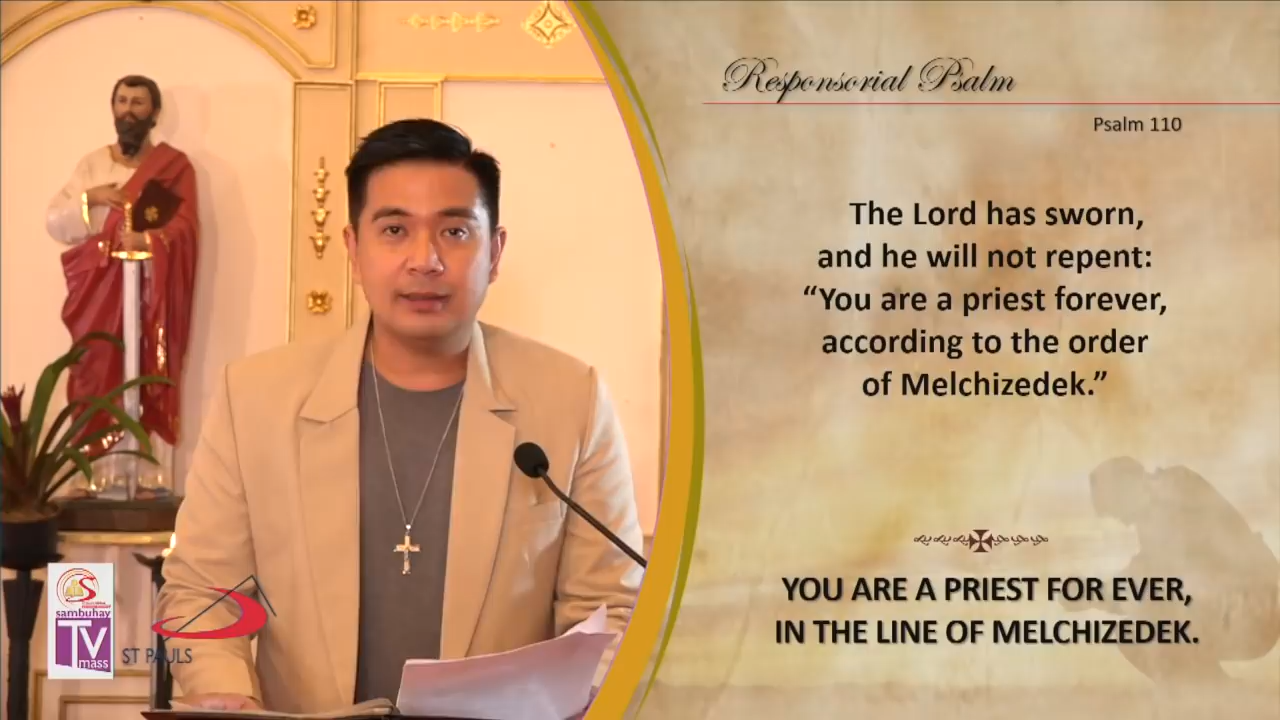 Responsorial Psalm
Psalm 110
The Lord has sworn,
and he will not repent:
“You are a priest forever,
according to the order
of Melchizedek.”
YOU ARE A PRIEST FOR EVER,
IN THE LINE OF MELCHIZEDEK.
sambuhay
TV
mass
ST PAULS